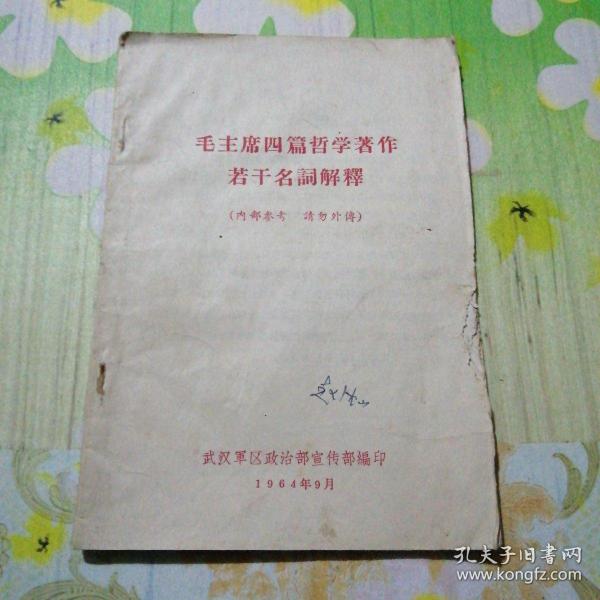 毛主席四篇哲学著作
若干名詞解釋
(内部参考 請勿外傳)
武汉軍区政治部宣传部編印
1964年9月
孔夫子旧书网
www.kongfz.com